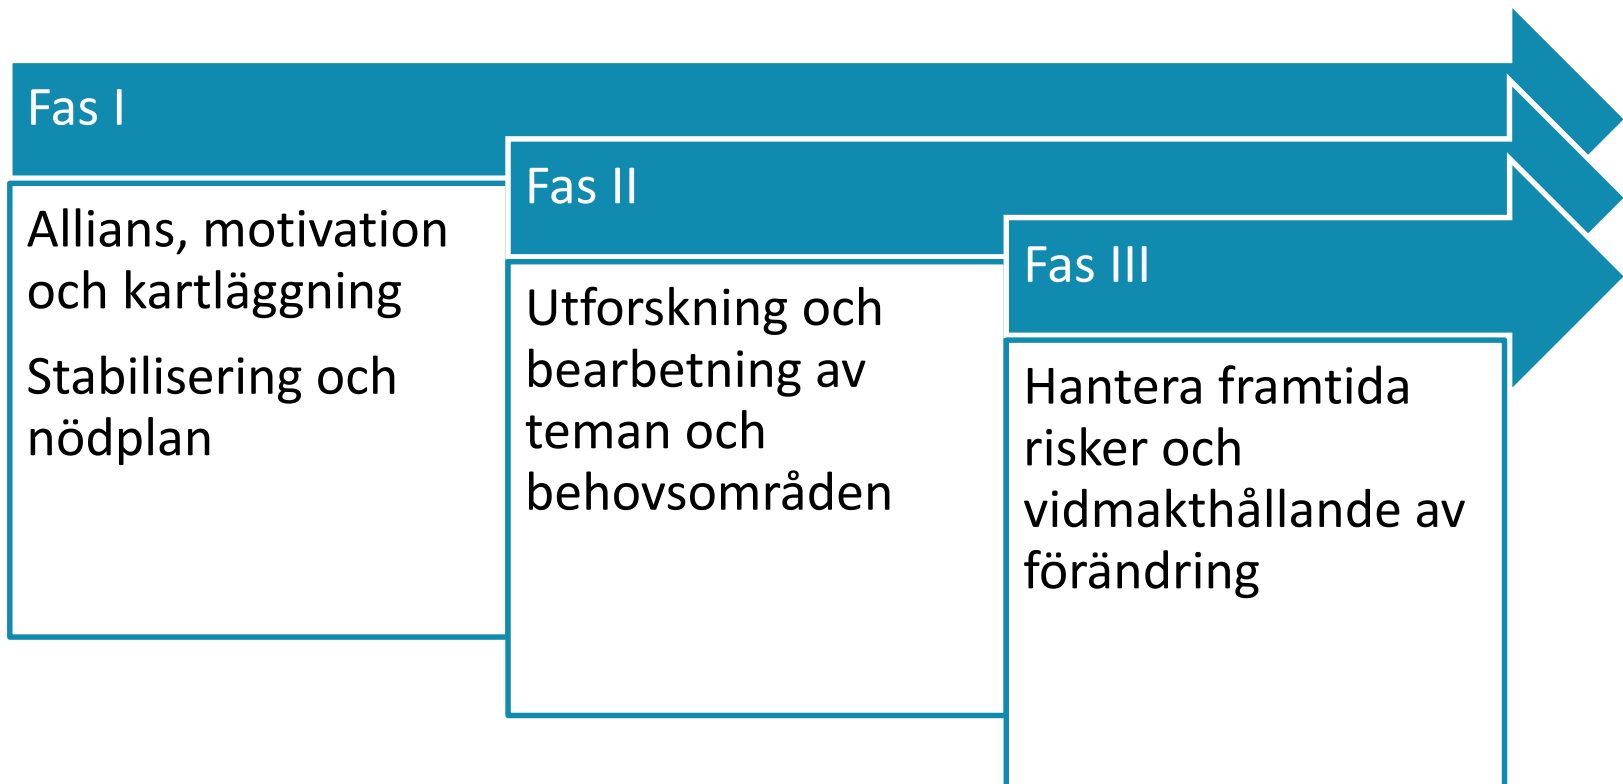 Fas I
Allians, motivation
och kartläggning
Stabilisering och
nödplan
Fas II
Utforskning och
bearbetning av
teman och
behovsområden
Fas III
Hantera framtida
risker och
vidmakthållande av
förändring